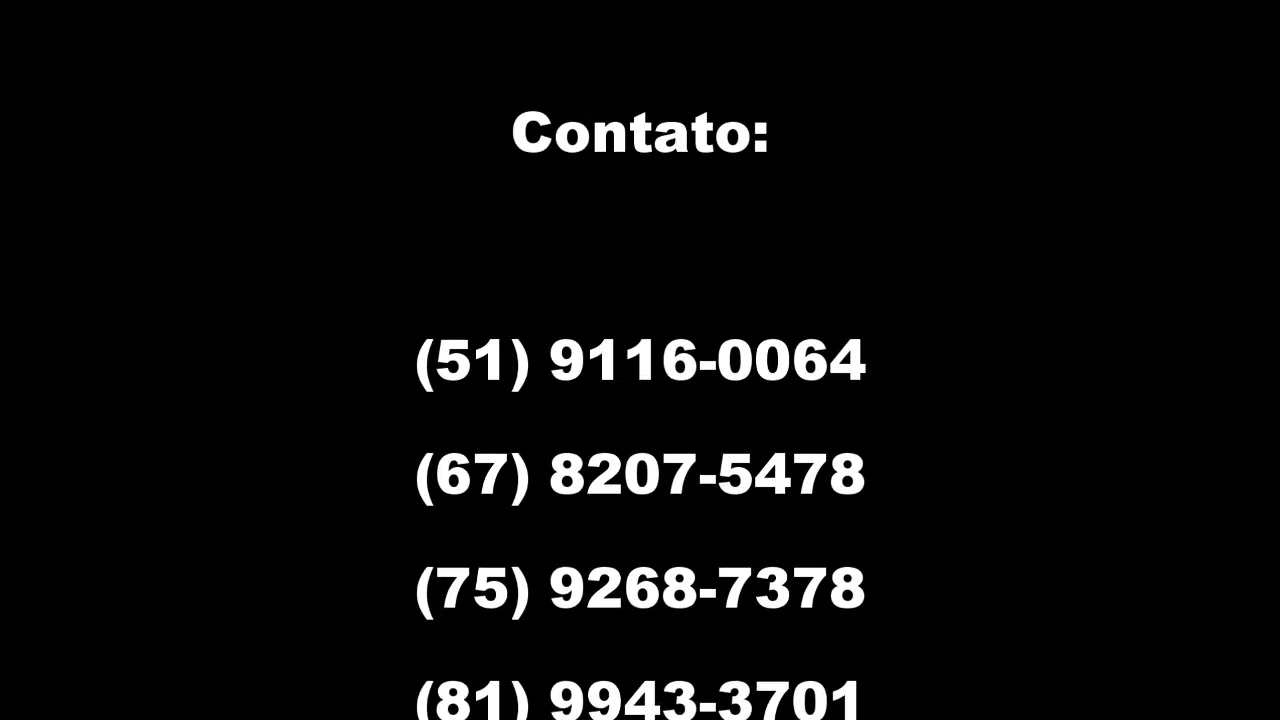 Contato:
(51) 9116-0064
(67) 8207-5478
(75) 9268-7378
(81) 9943-3701